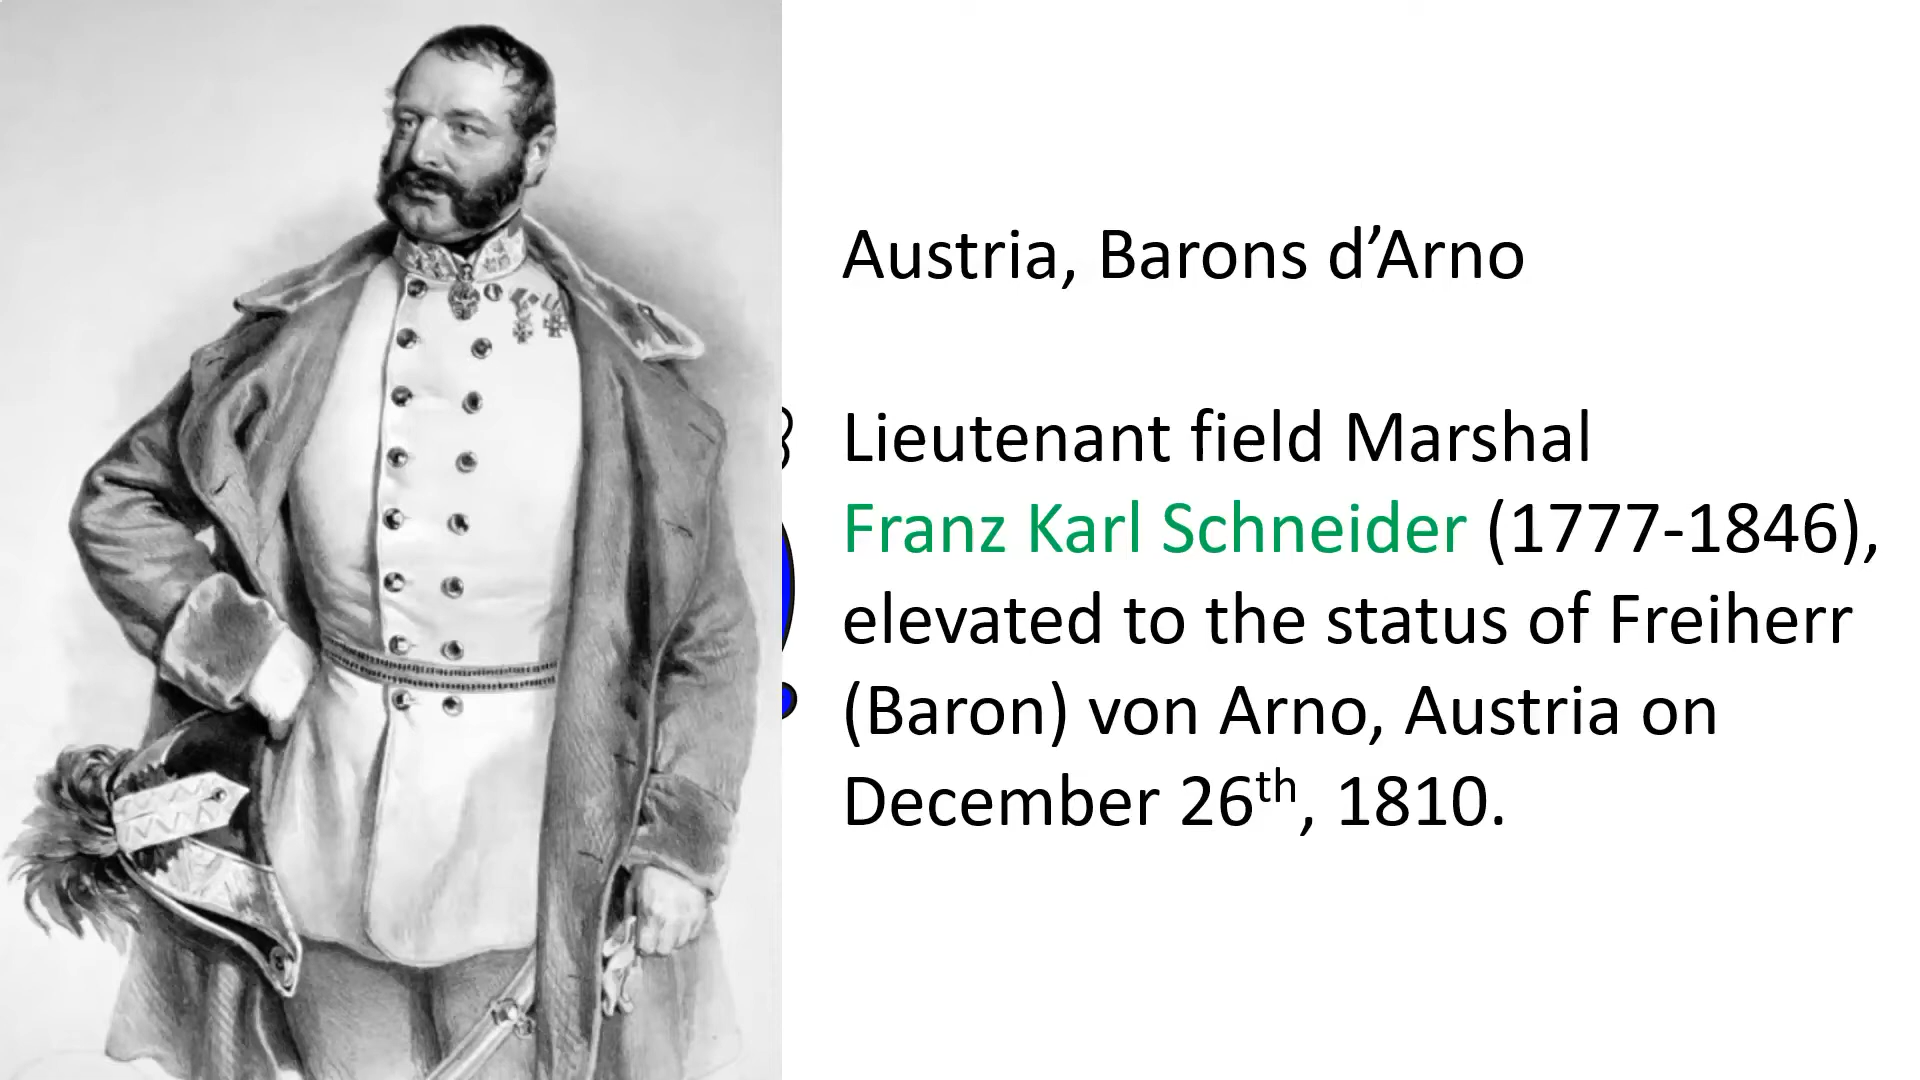 Austria, Barons d’Arno
Lieutenant field Marshal
Franz Karl Schneider (1777-1846),
elevated to the status of Freiherr
(Baron) von Arno, Austria on
December 26th, 1810.